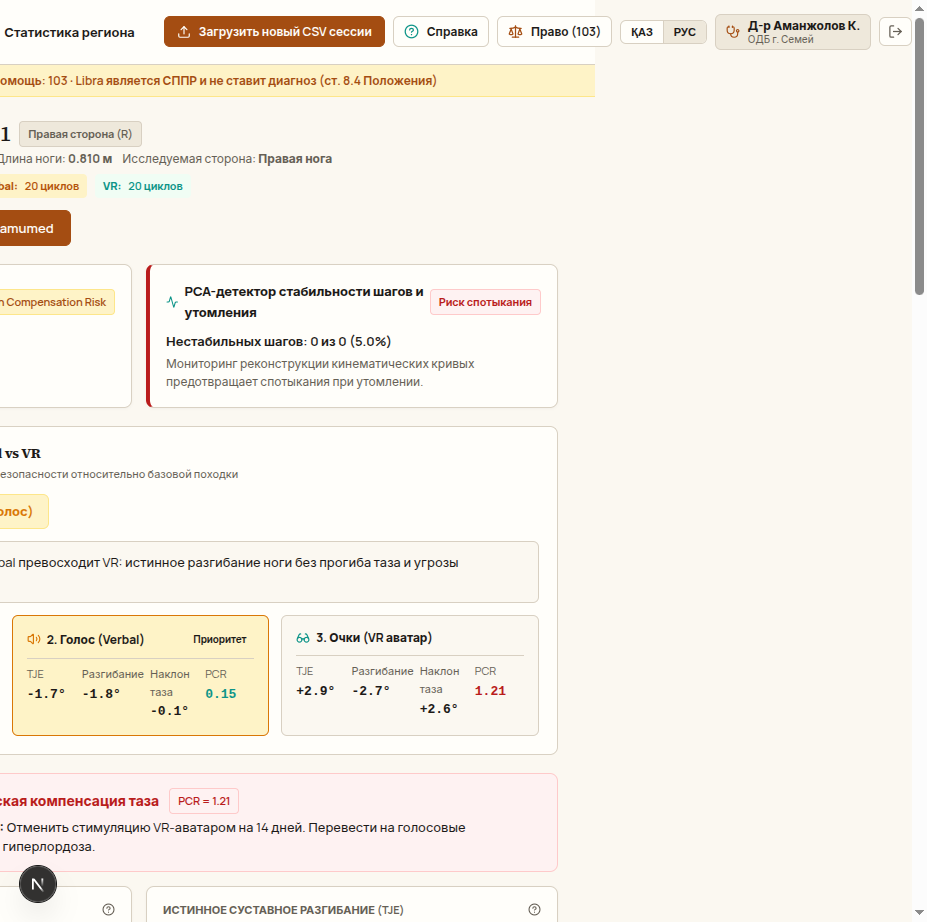 Статистика региона
Загрузить новый CSV сессии
Справка
Право (103)
ҚАЗ
РУС
Д-р Аманжолов К.
ОДБ г. Семей
омощь: 103 · Libra является СППР и не ставит диагноз (ст. 8.4 Положения)
1
Правая сторона (R)
Длина ноги: 0.810 м Исследуемая сторона: Правая нога
bal: 20 циклов
VR: 20 циклов
amumed
n Compensation Risk
PCA-детектор стабильности шагов и
утомления
Риск спотыкания
Нестабильных шагов: 0 из 0 (5.0%)
Мониторинг реконструкции кинематических кривых
предотвращает спотыкания при утомлении.
l vs VR
езопасности относительно базовой походки
олос)
bal превосходит VR: истинное разгибание ноги без прогиба таза и угрозы
2. Голос (Verbal)
Приоритет
TJE Разгибание Наклон таза PCR
-1.7° -1.8° -0.1° 0.15
3. Очки (VR аватар)
TJE Разгибание Наклон таза PCR
+2.9° -2.7° +2.6° 1.21
ская компенсация таза
PCR = 1.21
: Отменить стимуляцию VR-аватаром на 14 дней. Перевести на голосовые
гиперлордоза.
N
ИСТИННОЕ СУСТАВНОЕ РАЗГИБАНИЕ (TJE)